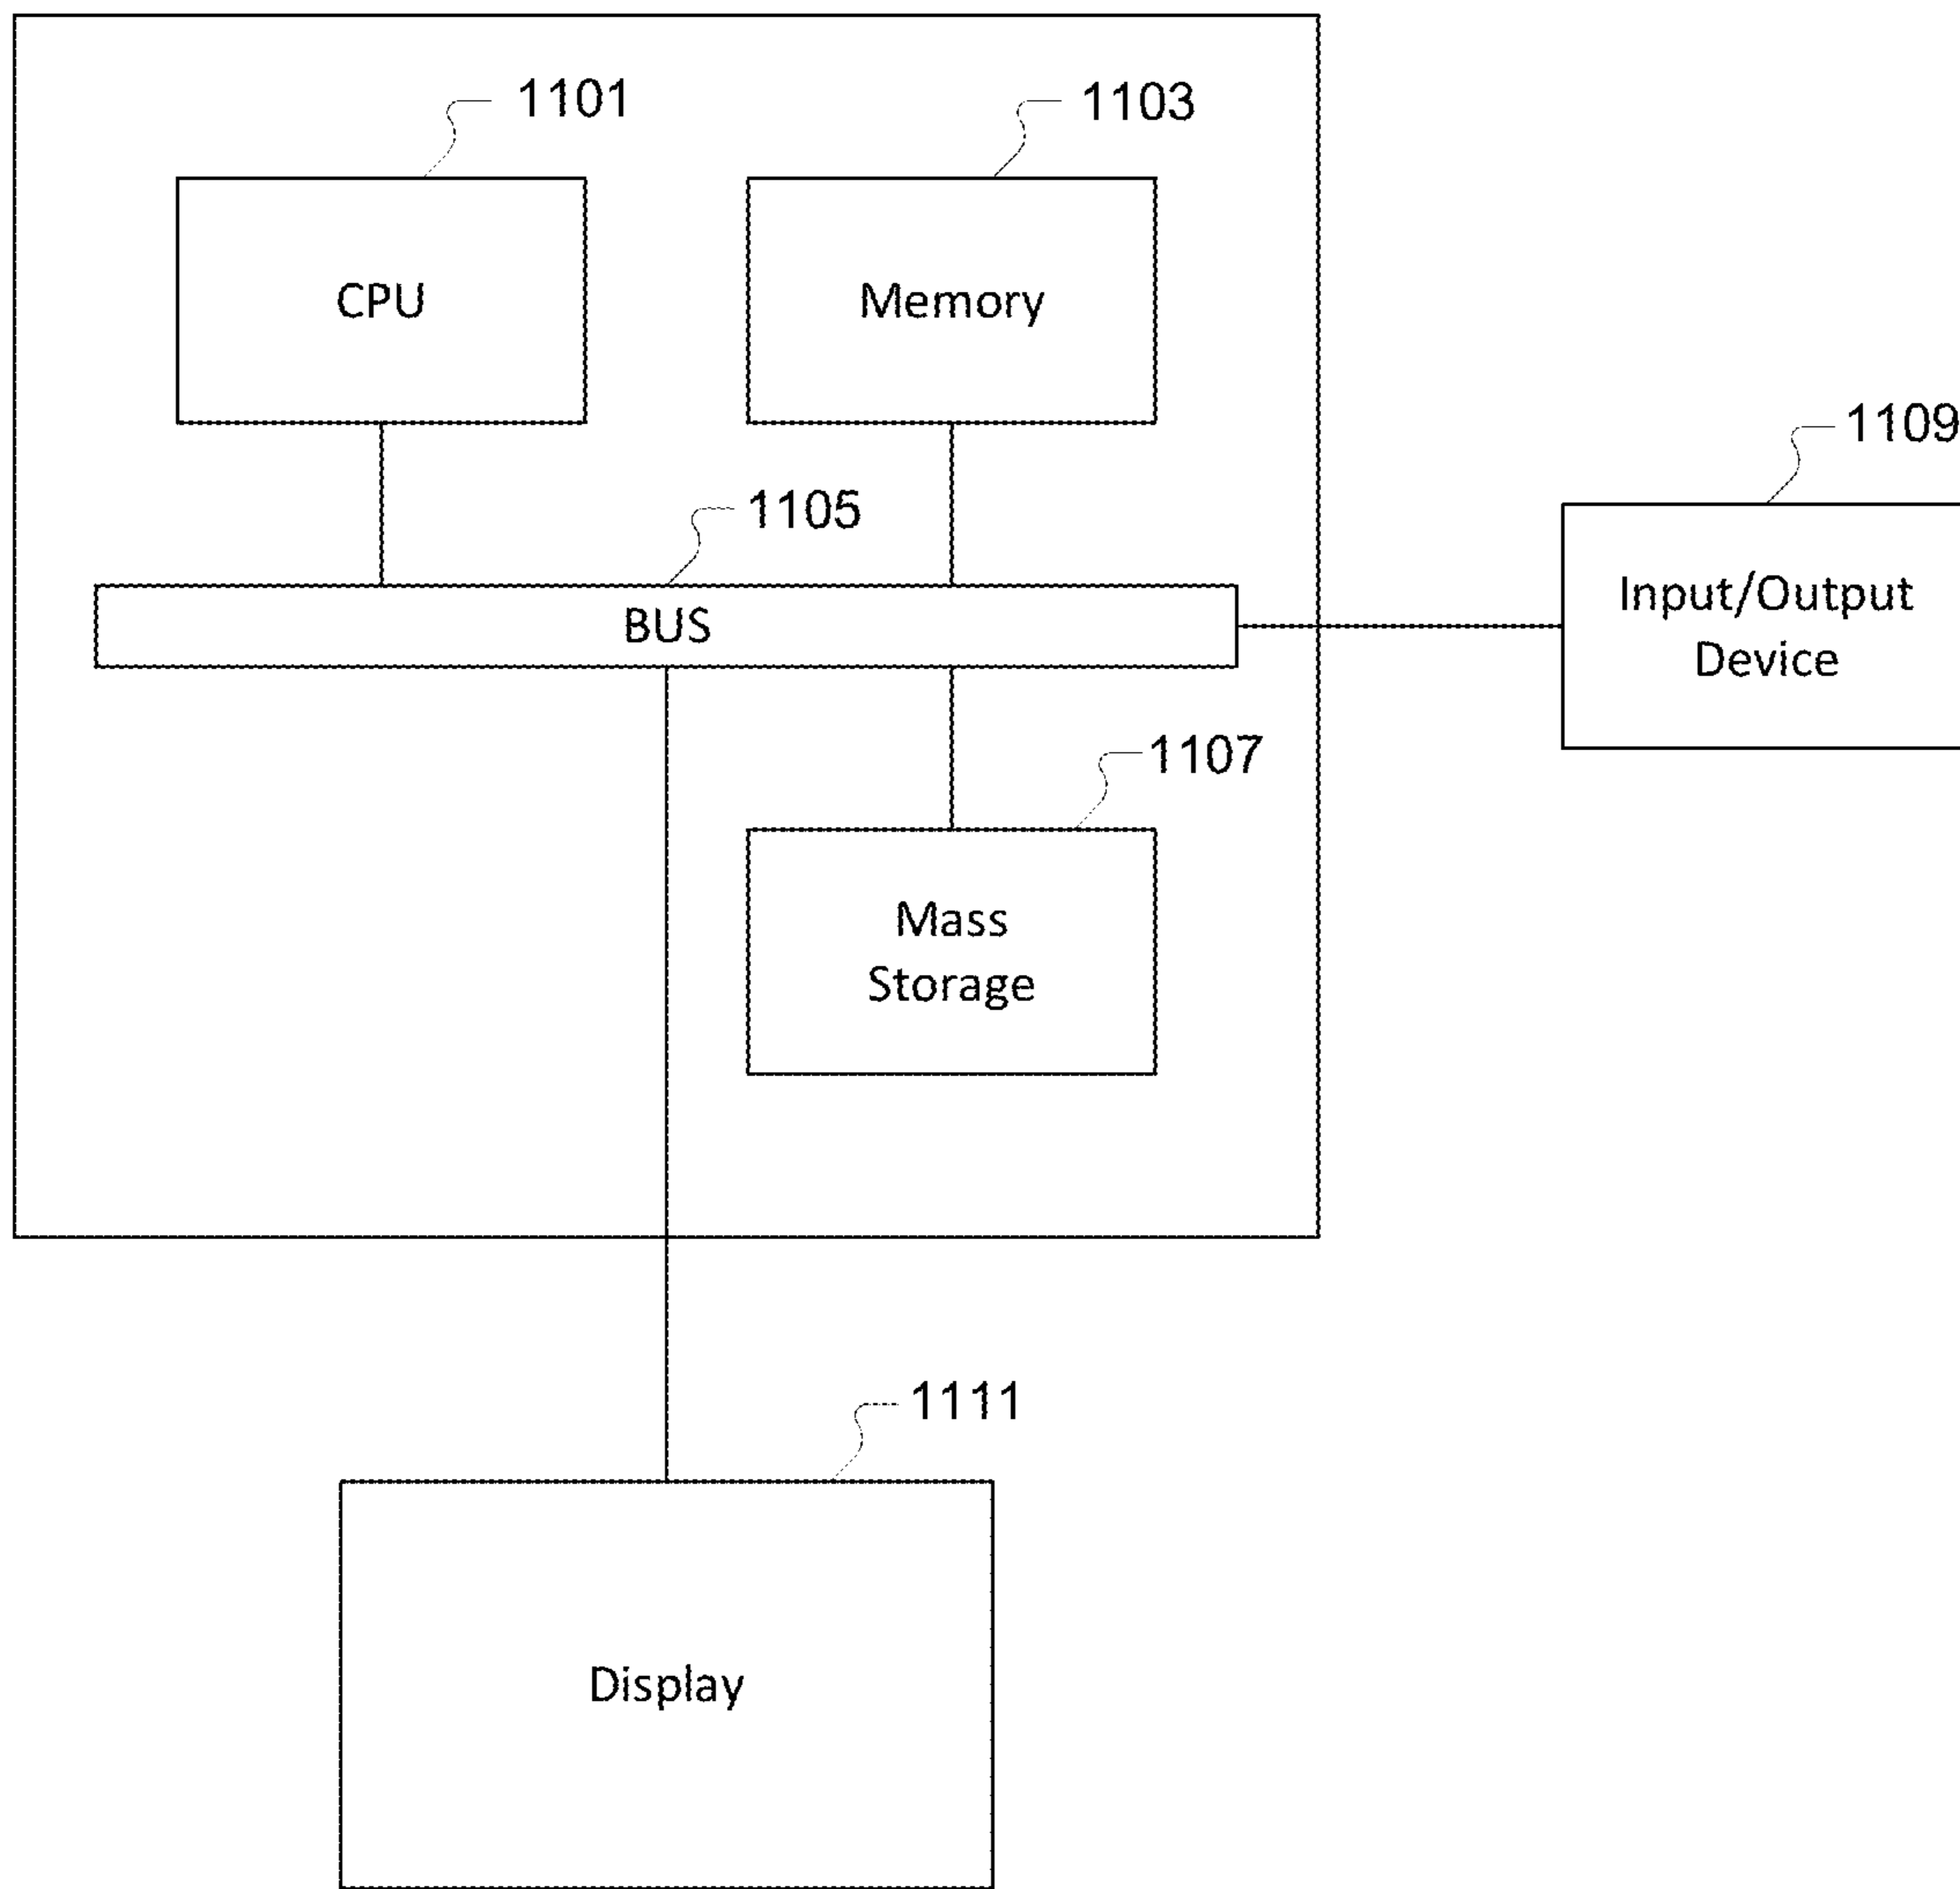 1101
1103
CPU
Memory
1109
1105
Input/Output
Device
BUS
1107
Mass
Storage
1111
Display